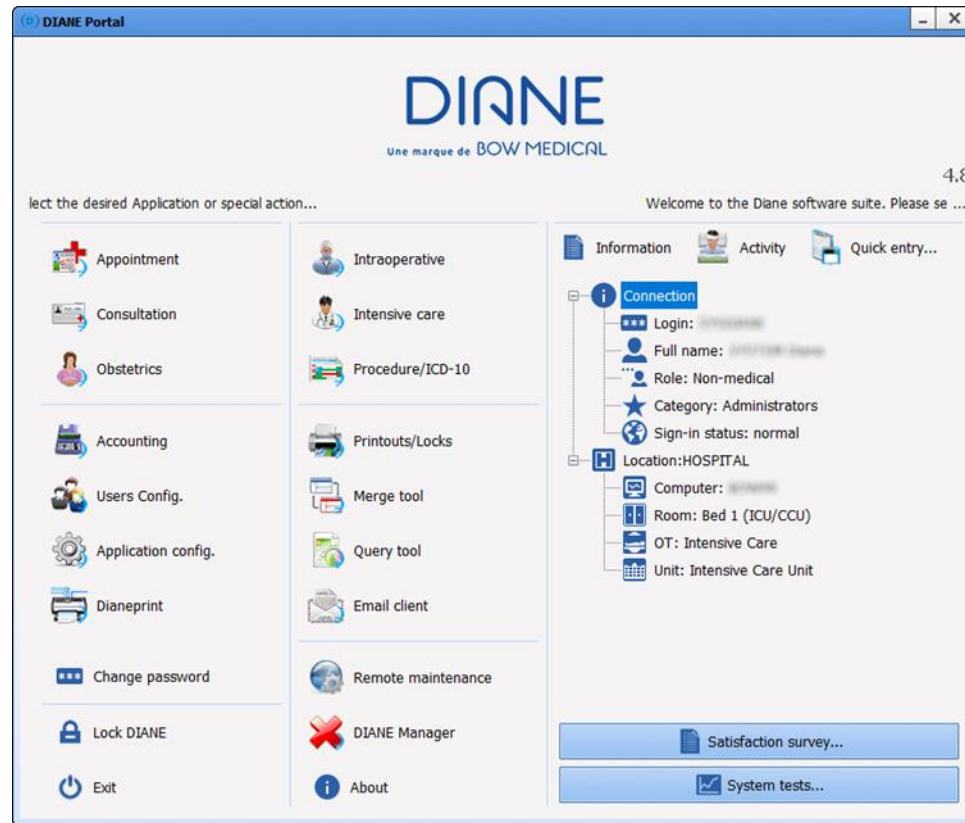 DIANE Portal
DIANE
Une marque de BOW MEDICAL
4.8
lect the desired Application or special action...
Welcome to the Diane software suite. Please se ...
Appointment
Consultation
Obstetrics
Accounting
Users Config.
Application config.
Dianeprint
Change password
Lock DIANE
Exit
Intraoperative
Intensive care
Procedure/ICD-10
Printouts/Locks
Merge tool
Query tool
Email client
Remote maintenance
DIANE Manager
About
Information
Activity
Quick entry...
Connection
Login:
Full name:
Role: Non-medical
Category: Administrators
Sign-in status: normal
Location:HOSPITAL
Computer:
Room: Bed 1 (ICU/CCU)
OT: Intensive Care
Unit: Intensive Care Unit
Satisfaction survey...
System tests...